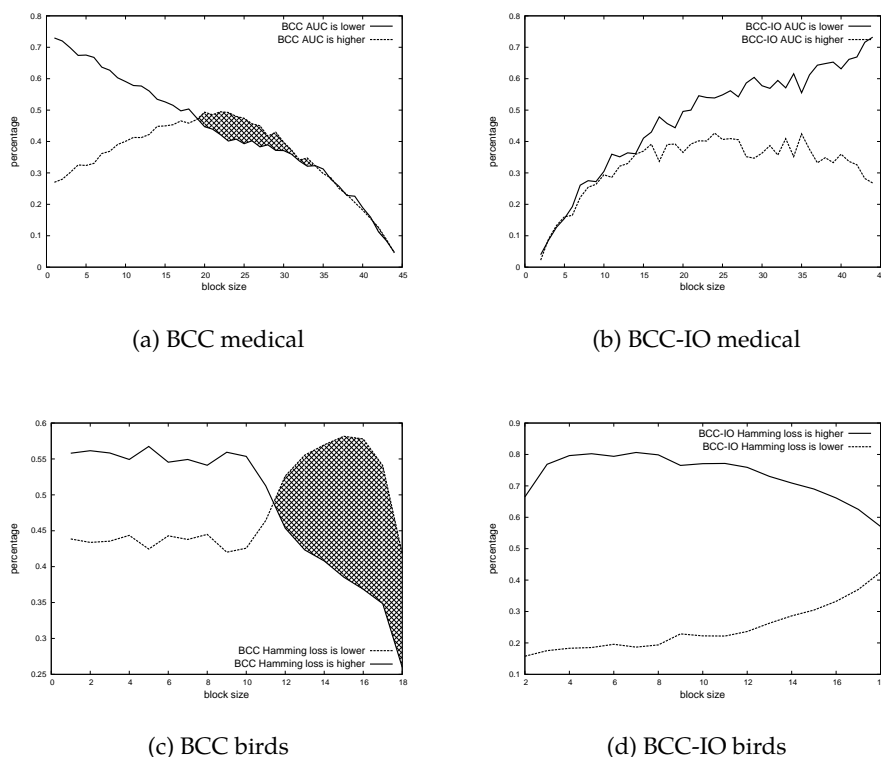 0.8
BCC AUC is lower
BCC AUC is higher
0.7
0.6
0.5
0.4
0.3
0.2
0.1
0
percentage
0 5 10 15 20 25 30 35 40 45
block size
(a) BCC medical
0.8
BCC-IO AUC is lower
BCC-IO AUC is higher
0.7
0.6
0.5
0.4
0.3
0.2
0.1
0
percentage
0 5 10 15 20 25 30 35 40 45
block size
(b) BCC-IO medical
0.6
0.55
0.5
0.45
0.4
0.35
0.3
0.25
percentage
BCC Hamming loss is lower
BCC Hamming loss is higher
0 2 4 6 8 10 12 14 16 18
block size
(c) BCC birds
0.9
BCC-IO Hamming loss is higher
BCC-IO Hamming loss is lower
0.8
0.7
0.6
0.5
0.4
0.3
0.2
0.1
percentage
2 4 6 8 10 12 14 16 18
block size
(d) BCC-IO birds